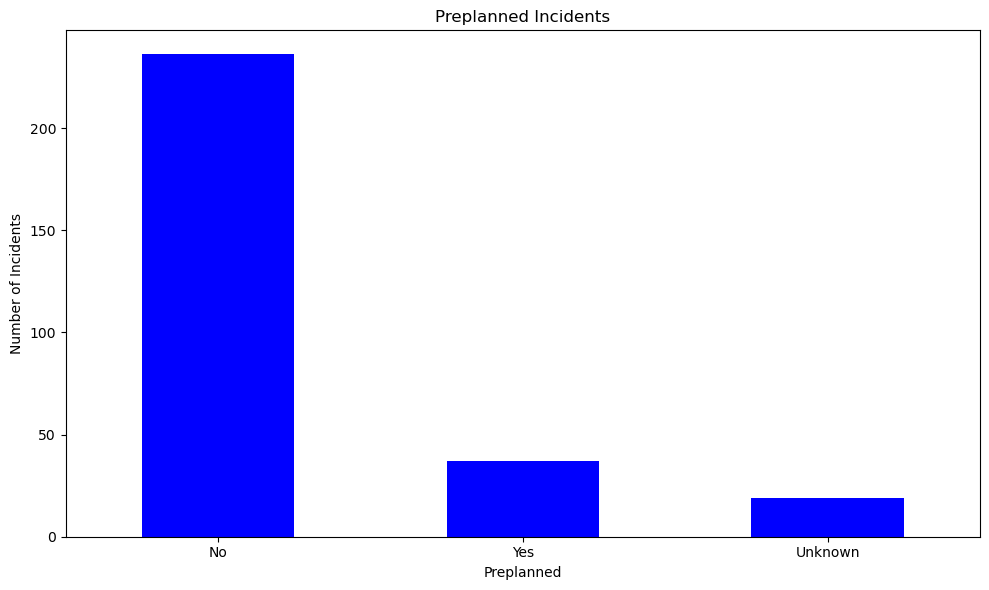 Preplanned Incidents
200
150
100
50
0
Number of Incidents
No Yes Unknown
Preplanned